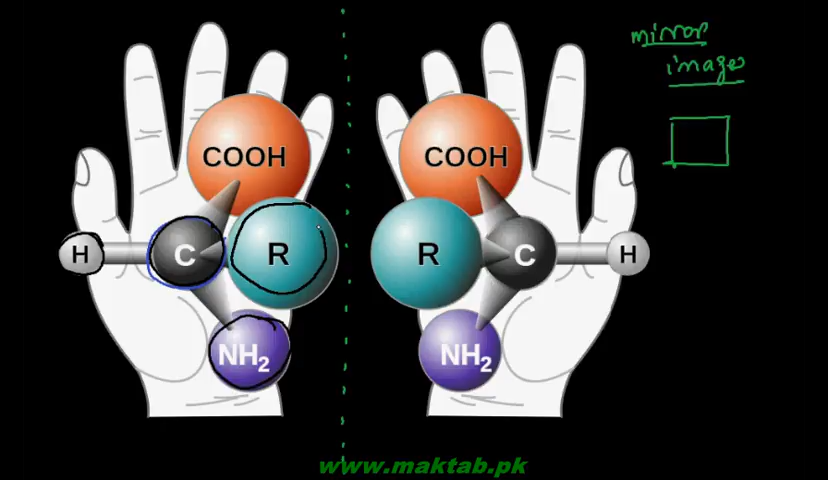 mirror
images
COOH
COOH
H
C
R
R
C
H
NH2
NH2
www.maktab.pk